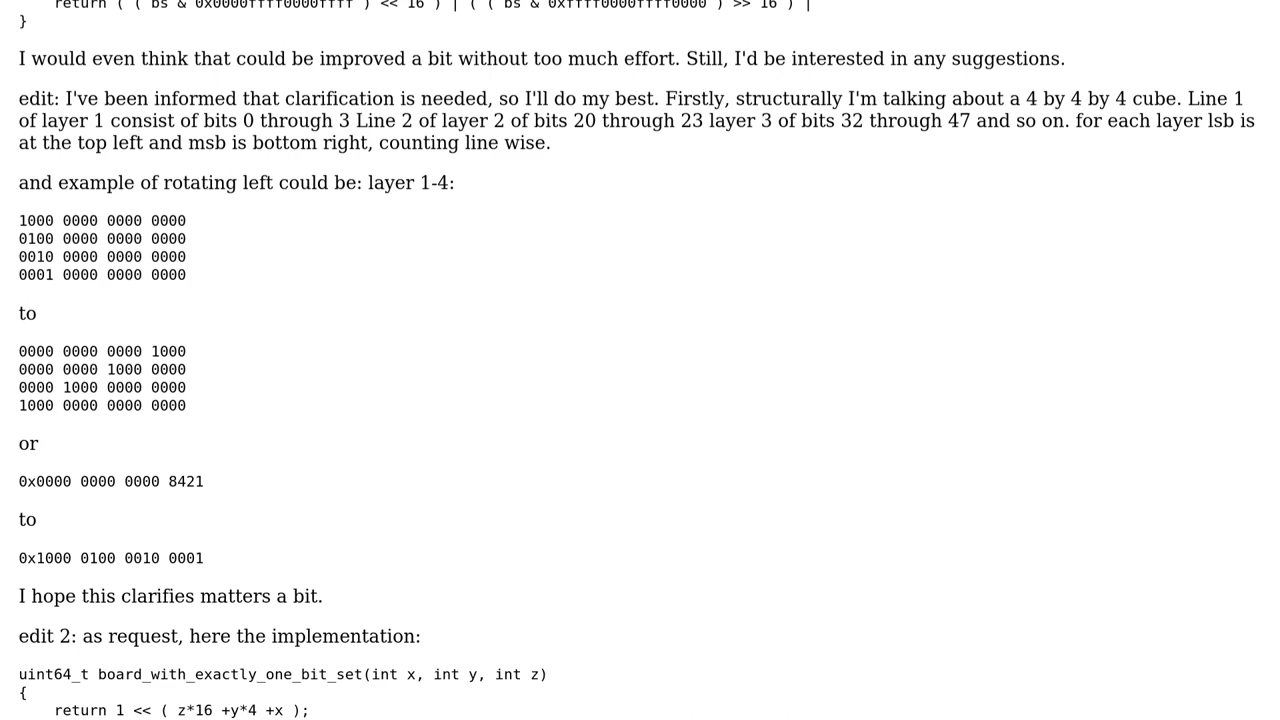 return ( ( bs & 0x0000ffff0000ffff ) << 16 ) | ( ( bs & 0xffff0000ffff0000 ) >> 16 ) |
}
I would even think that could be improved a bit without too much effort. Still, I'd be interested in any suggestions.
edit: I've been informed that clarification is needed, so I'll do my best. Firstly, structurally I'm talking about a 4 by 4 by 4 cube. Line 1
of layer 1 consist of bits 0 through 3 Line 2 of layer 2 of bits 20 through 23 layer 3 of bits 32 through 47 and so on. for each layer lsb is
at the top left and msb is bottom right, counting line wise.
and example of rotating left could be: layer 1-4:
1000 0000 0000 0000
0100 0000 0000 0000
0010 0000 0000 0000
0001 0000 0000 0000
to
0000 0000 0000 1000
0000 0000 1000 0000
0000 1000 0000 0000
1000 0000 0000 0000
or
0x0000 0000 0000 8421
to
0x1000 0100 0010 0001
I hope this clarifies matters a bit.
edit 2: as request, here the implementation:
uint64_t board_with_exactly_one_bit_set(int x, int y, int z)
{
return 1 << ( z*16 +y*4 +x );